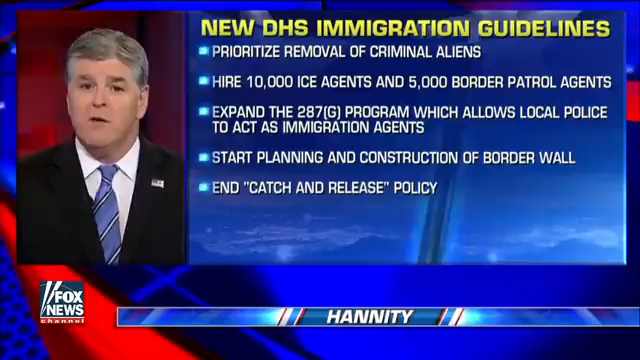 NEW DHS IMMIGRATION GUIDELINES
PRIORITIZE REMOVAL OF CRIMINAL ALIENS
HIRE 10,000 ICE AGENTS AND 5,000 BORDER PATROL AGENTS
EXPAND THE 287(G) PROGRAM WHICH ALLOWS LOCAL POLICE
TO ACT AS IMMIGRATION AGENTS
START PLANNING AND CONSTRUCTION OF BORDER WALL
END "CATCH AND RELEASE" POLICY
FOX
NEWS
channel
HANNITY